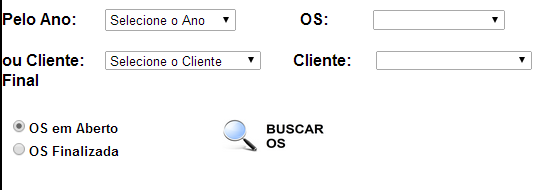 Pelo Ano: Selecione o Ano OS:
ou Cliente: Selecione o Cliente Cliente:
Final
OS em Aberto
OS Finalizada
BUSCAR
OS